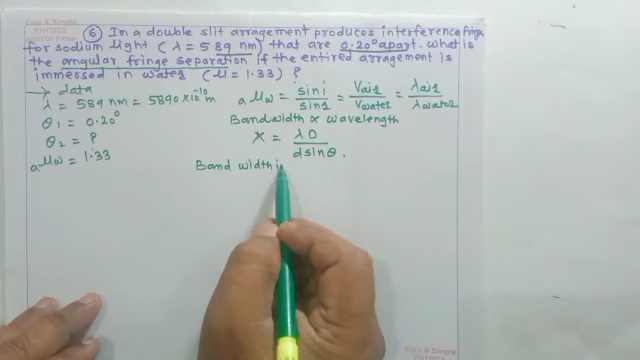 Easy & Simple
PHYSICS
⑥ In a double slit arragement produces interference fringe
for sodium light (λ = 589 nm) that are 0.20° apart. what is
the angular fringe separation if the entired arragement is
immersed in water (μ = 1.33) ?
→ data
λ = 589 nm = 5890×10⁻¹⁰ m
θ₁ = 0.20°
θ₂ = ?
aμw = 1.33
aμw = sin i / sin r = Vair / Vwater = λair / λwater
Bandwidth ∝ wavelength
X = λD / d sinθ .
Band width i
Easy & Simple